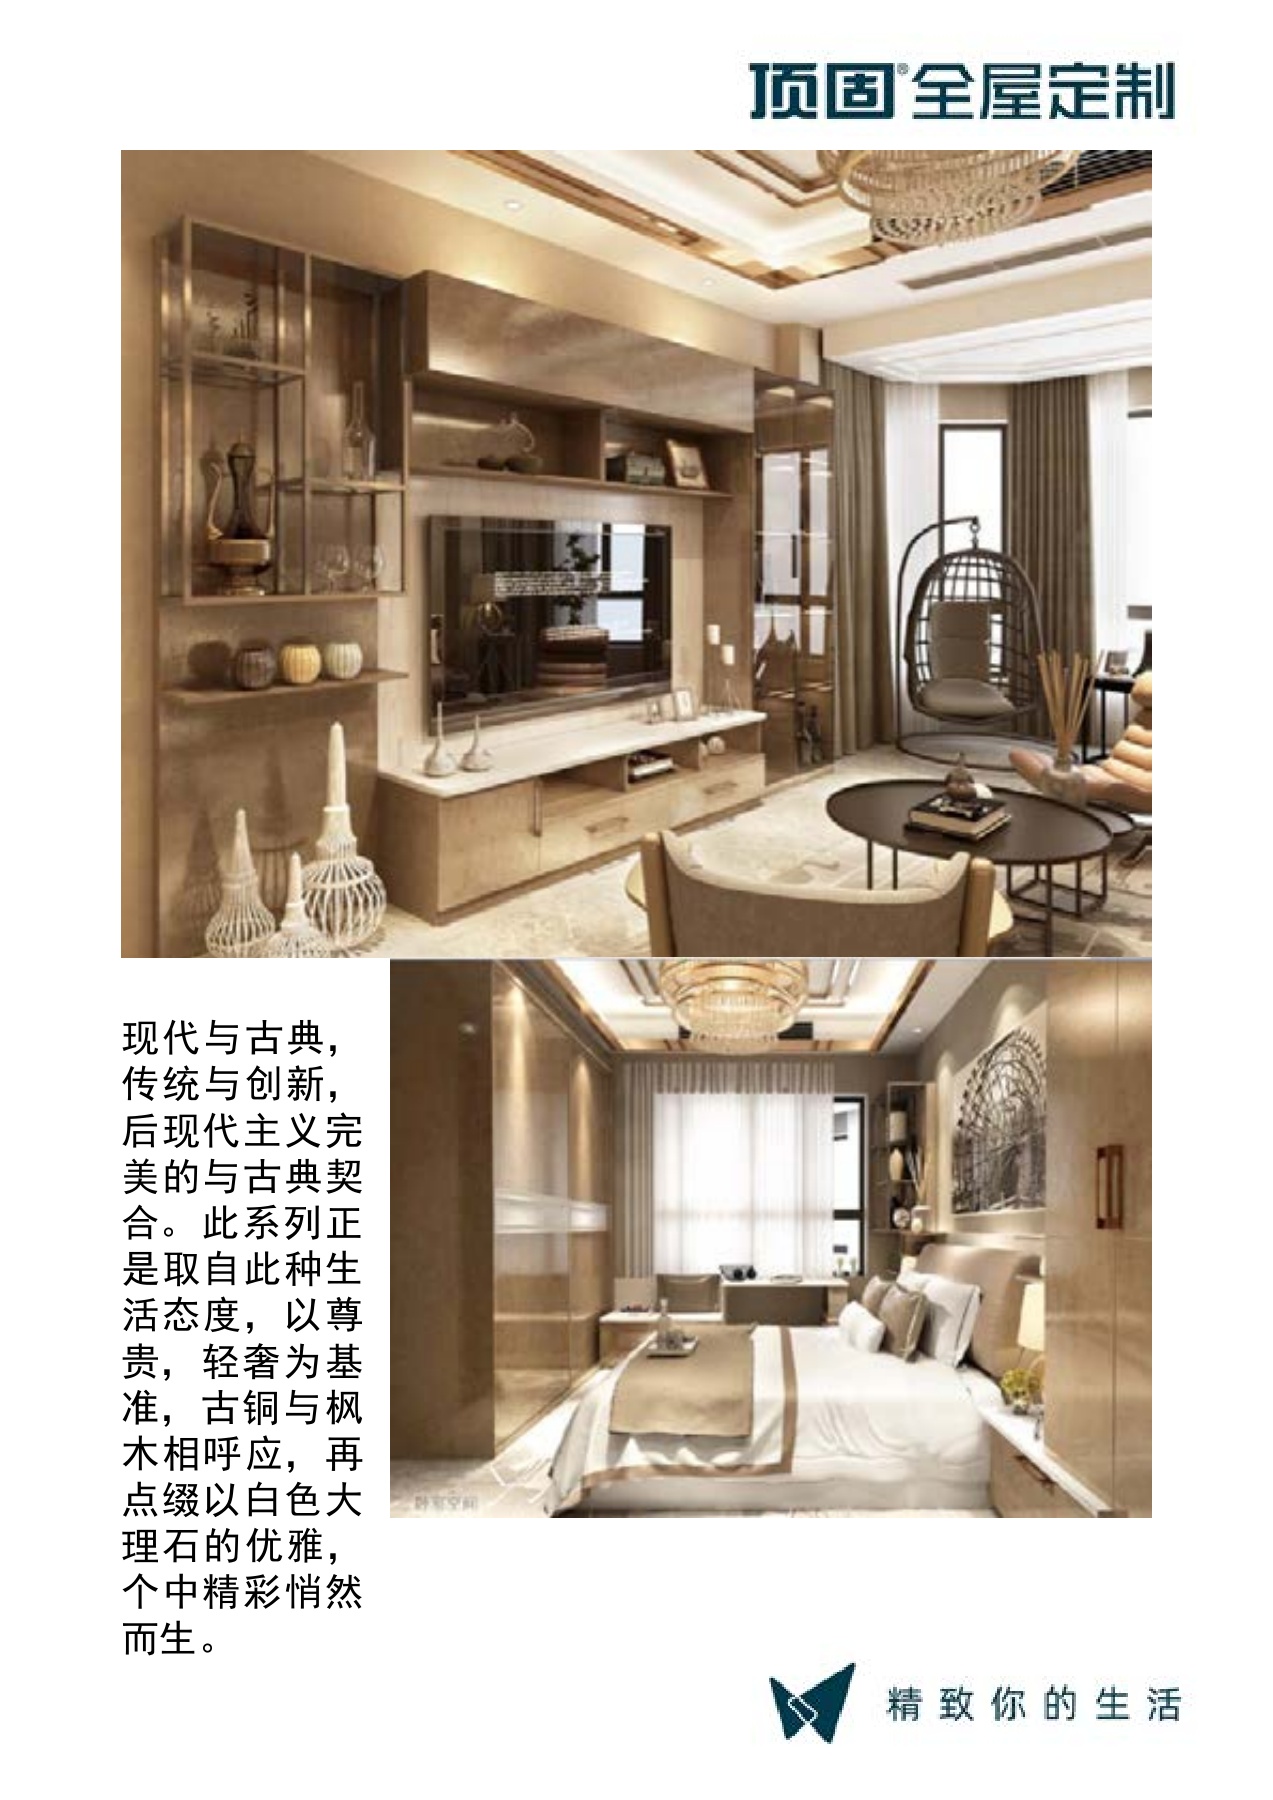 顶固®全屋定制
现代与古典，
传统与创新，
后现代主义完
美的与古典契
合。此系列正
是取自此种生
活态度，以尊
贵，轻奢为基
准，古铜与枫
木相呼应，再
点缀以白色大
理石的优雅，
个中精彩悄然
而生。
卧室空间
精致你的生活